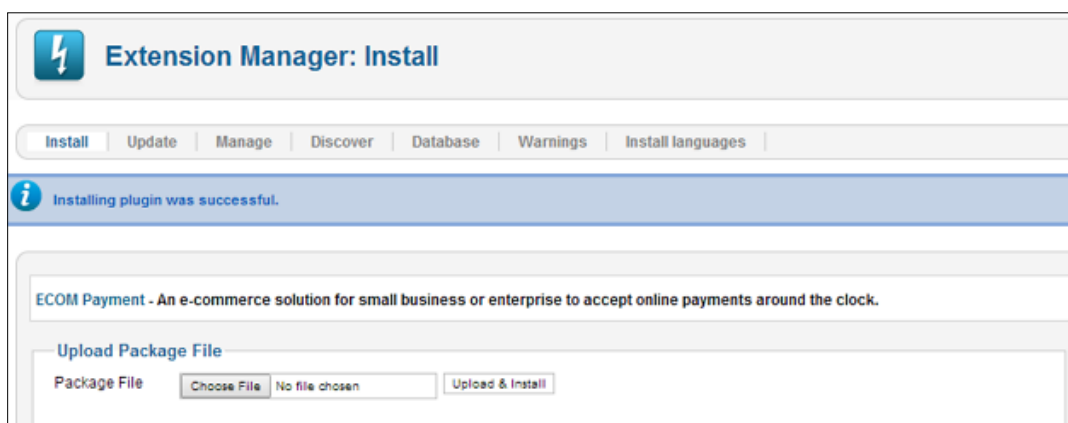 Extension Manager: Install
Install Update Manage Discover Database Warnings Install languages
Installing plugin was successful.
ECOM Payment - An e-commerce solution for small business or enterprise to accept online payments around the clock.
Upload Package File
Package File Choose File No file chosen Upload & Install